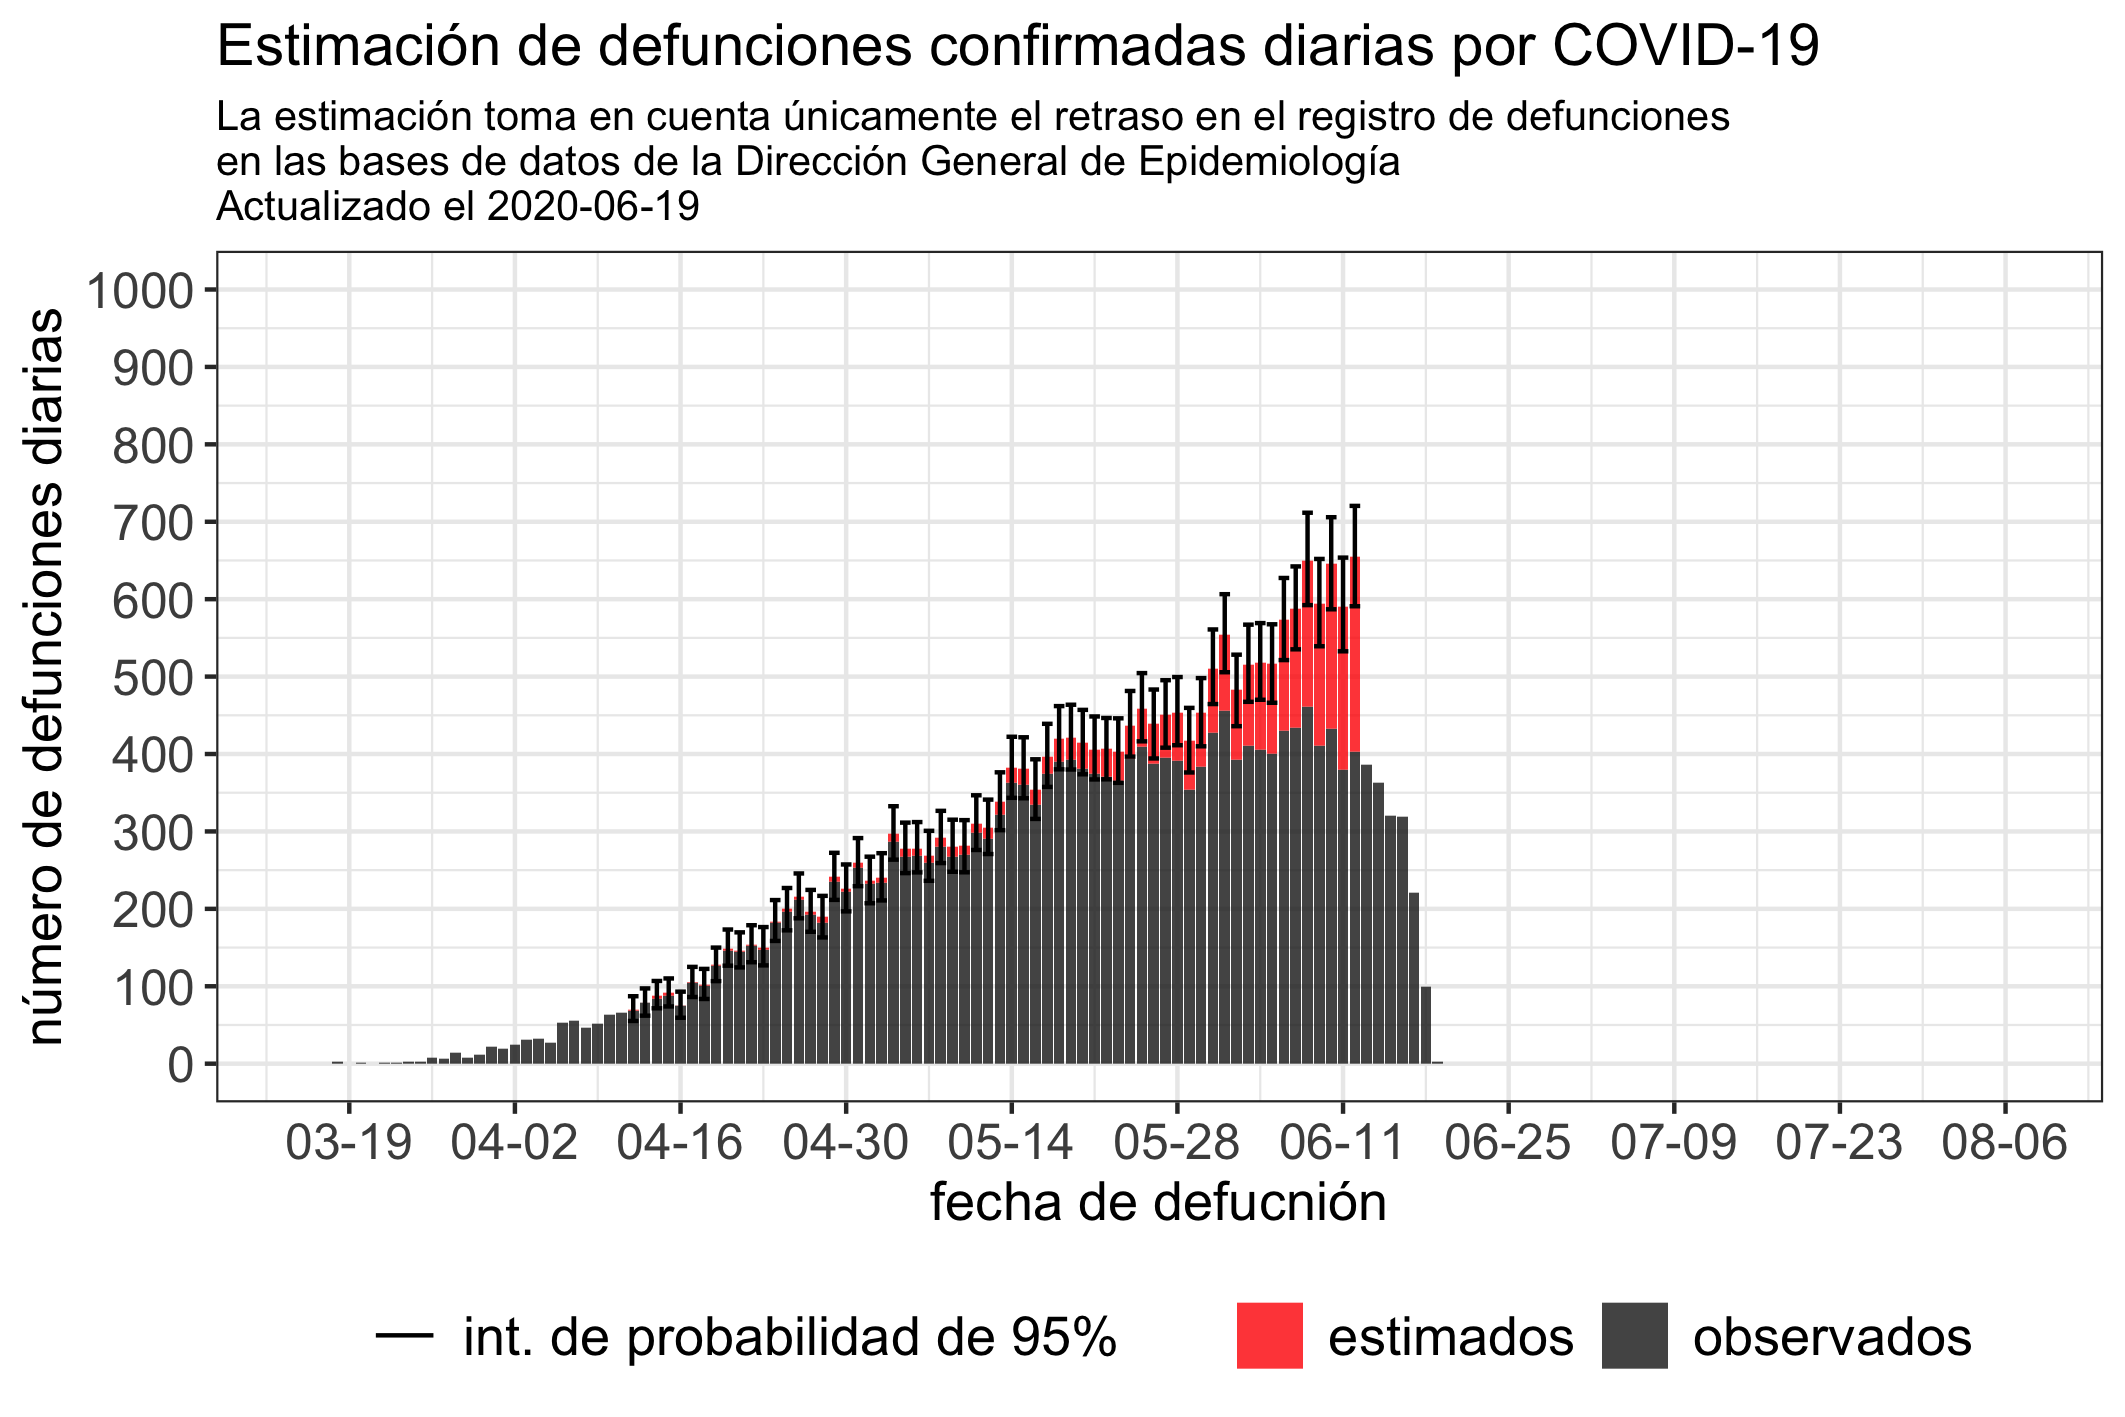 Estimación de defunciones confirmadas diarias por COVID-19
La estimación toma en cuenta únicamente el retraso en el registro de defunciones
en las bases de datos de la Dirección General de Epidemiología
Actualizado el 2020-06-19
número de defunciones diarias
1000
900
800
700
600
500
400
300
200
100
0
03-19 04-02 04-16 04-30 05-14 05-28 06-11 06-25 07-09 07-23 08-06
fecha de defucnión
int. de probabilidad de 95% estimados observados